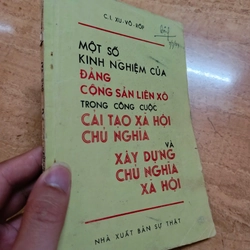 C.I. XU-VÔ-RỐP
MỘT SỐ
KINH NGHIỆM CỦA
ĐẢNG
CỘNG SẢN LIÊN XÔ
TRONG CÔNG CUỘC
CẢI TẠO XÃ HỘI
CHỦ NGHĨA
VÀ
XÂY DỰNG
CHỦ NGHĨA
XÃ HỘI
NHÀ XUẤT BẢN SỰ THẬT